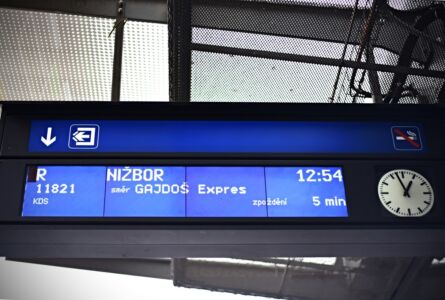 R NIŽBOR 12:54
11821 směr GAJDOŠ Expres
KDS zpoždění 5 min